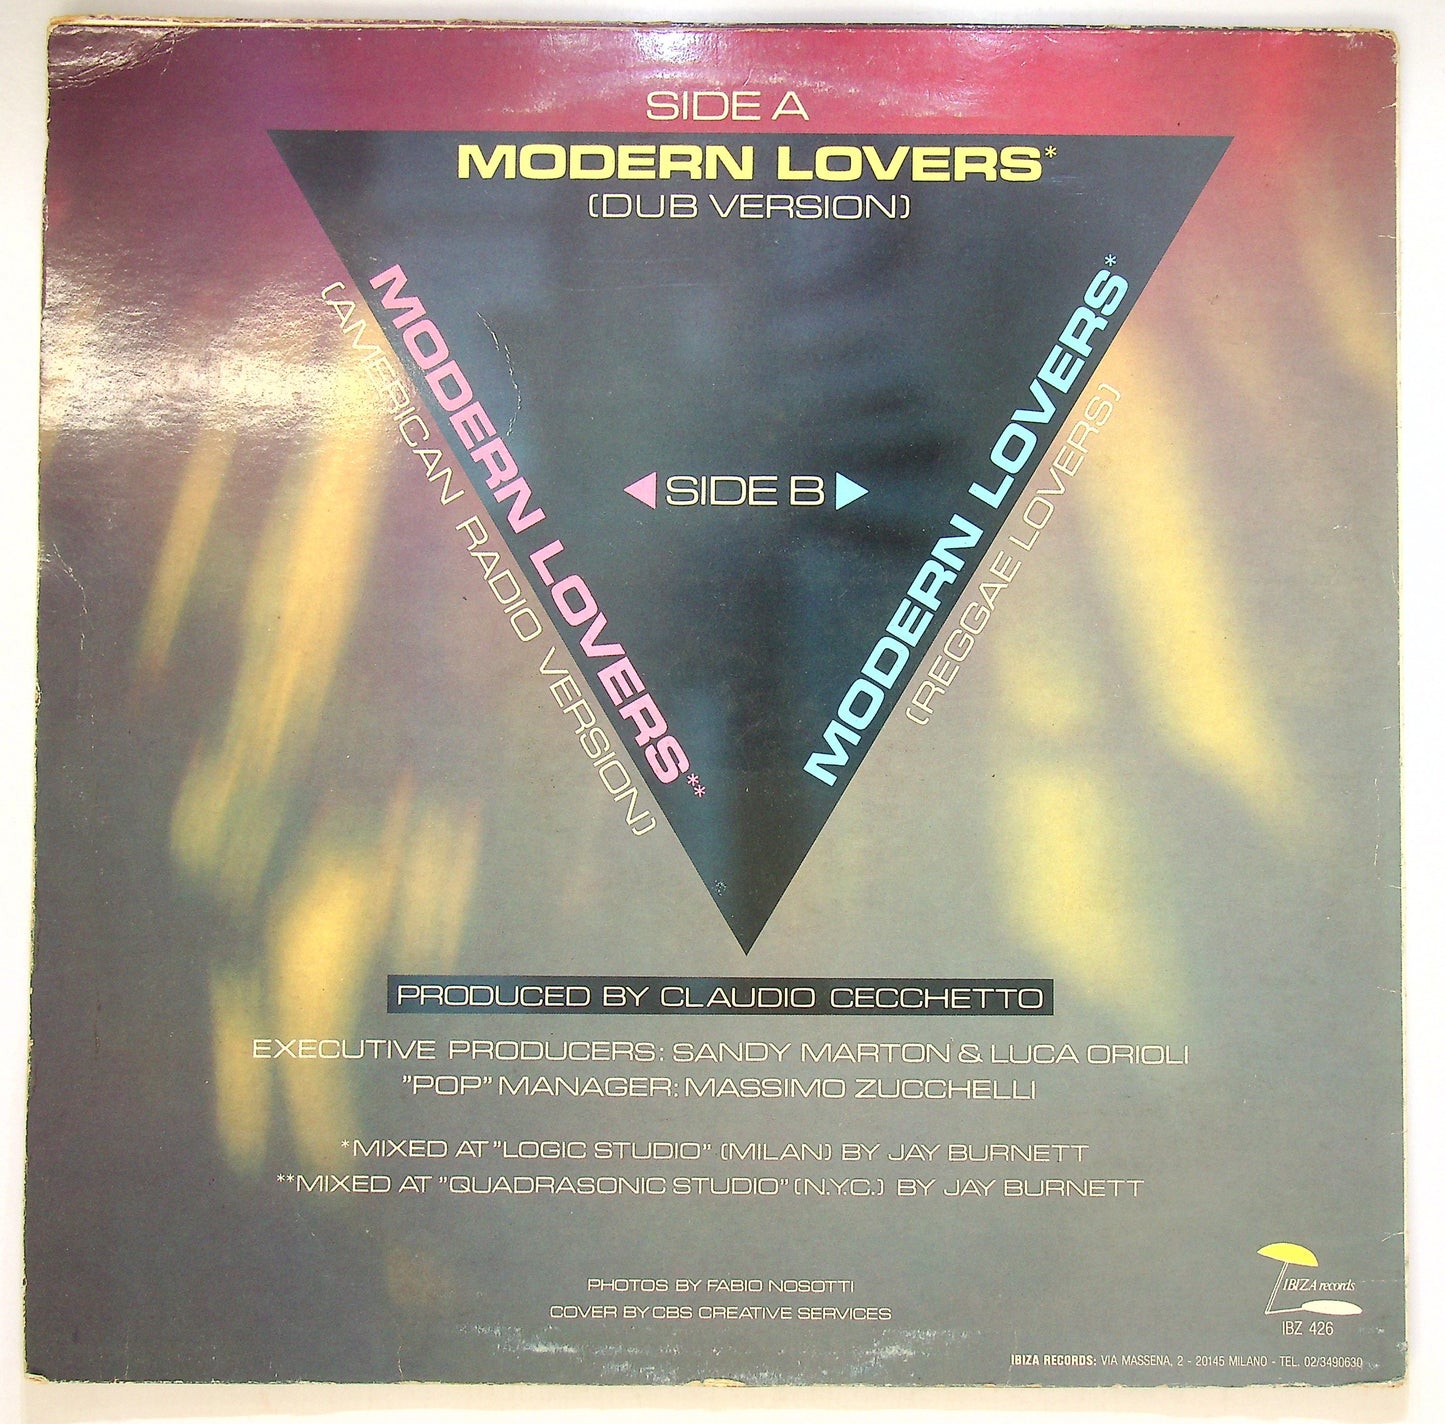 SIDE A
MODERN LOVERS*
(DUB VERSION)
MODERN LOVERS**
(AMERICAN RADIO VERSION)
◀ SIDE B ▶
MODERN LOVERS*
(REGGAE LOVERS)
PRODUCED BY CLAUDIO CECCHETTO
EXECUTIVE PRODUCERS: SANDY MARTON & LUCA ORIOLI
"POP" MANAGER: MASSIMO ZUCCHELLI
*MIXED AT "LOGIC STUDIO" (MILAN) BY JAY BURNETT
**MIXED AT "QUADRASONIC STUDIO" (N.Y.C.) BY JAY BURNETT
PHOTOS BY FABIO NOSOTTI
COVER BY CBS CREATIVE SERVICES
IBIZA records
IBZ 426
IBIZA RECORDS: VIA MASSENA, 2 - 20145 MILANO - TEL. 02/3490630